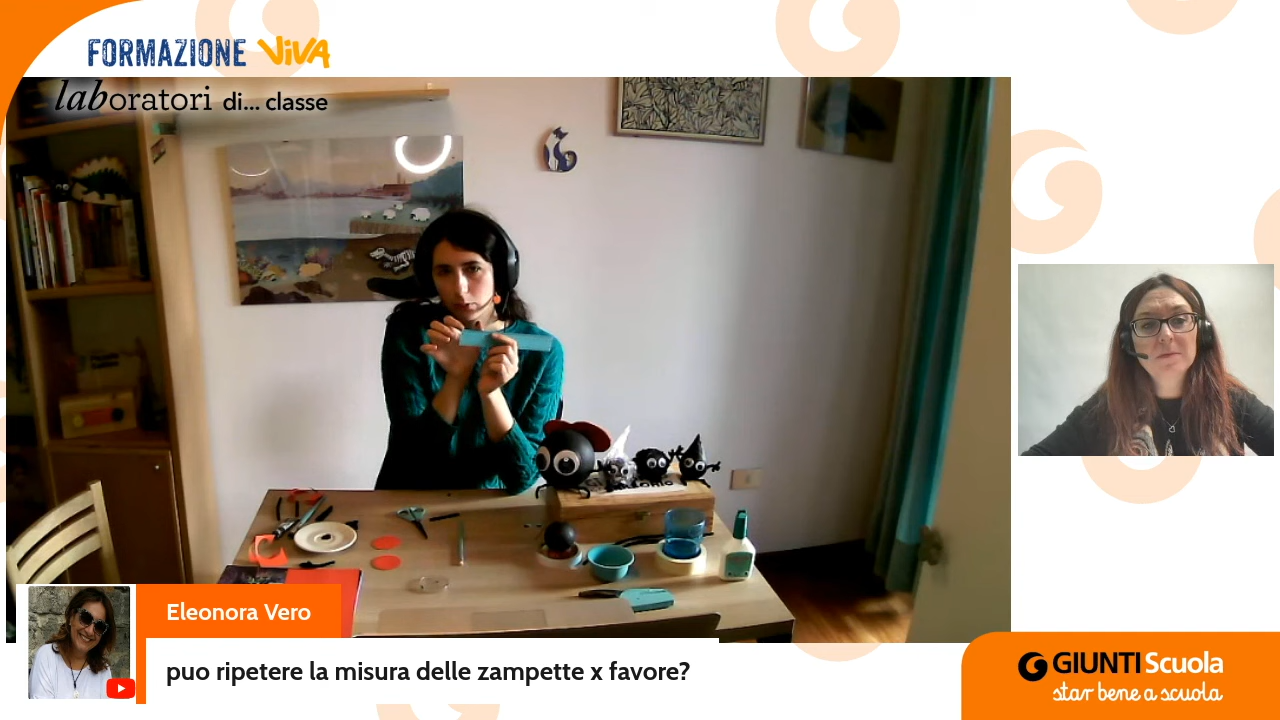 FORMAZIONE VIVA
laboratori di... classe
Eleonora Vero
puo ripetere la misura delle zampette x favore?
GIUNTI Scuola
star bene a scuola